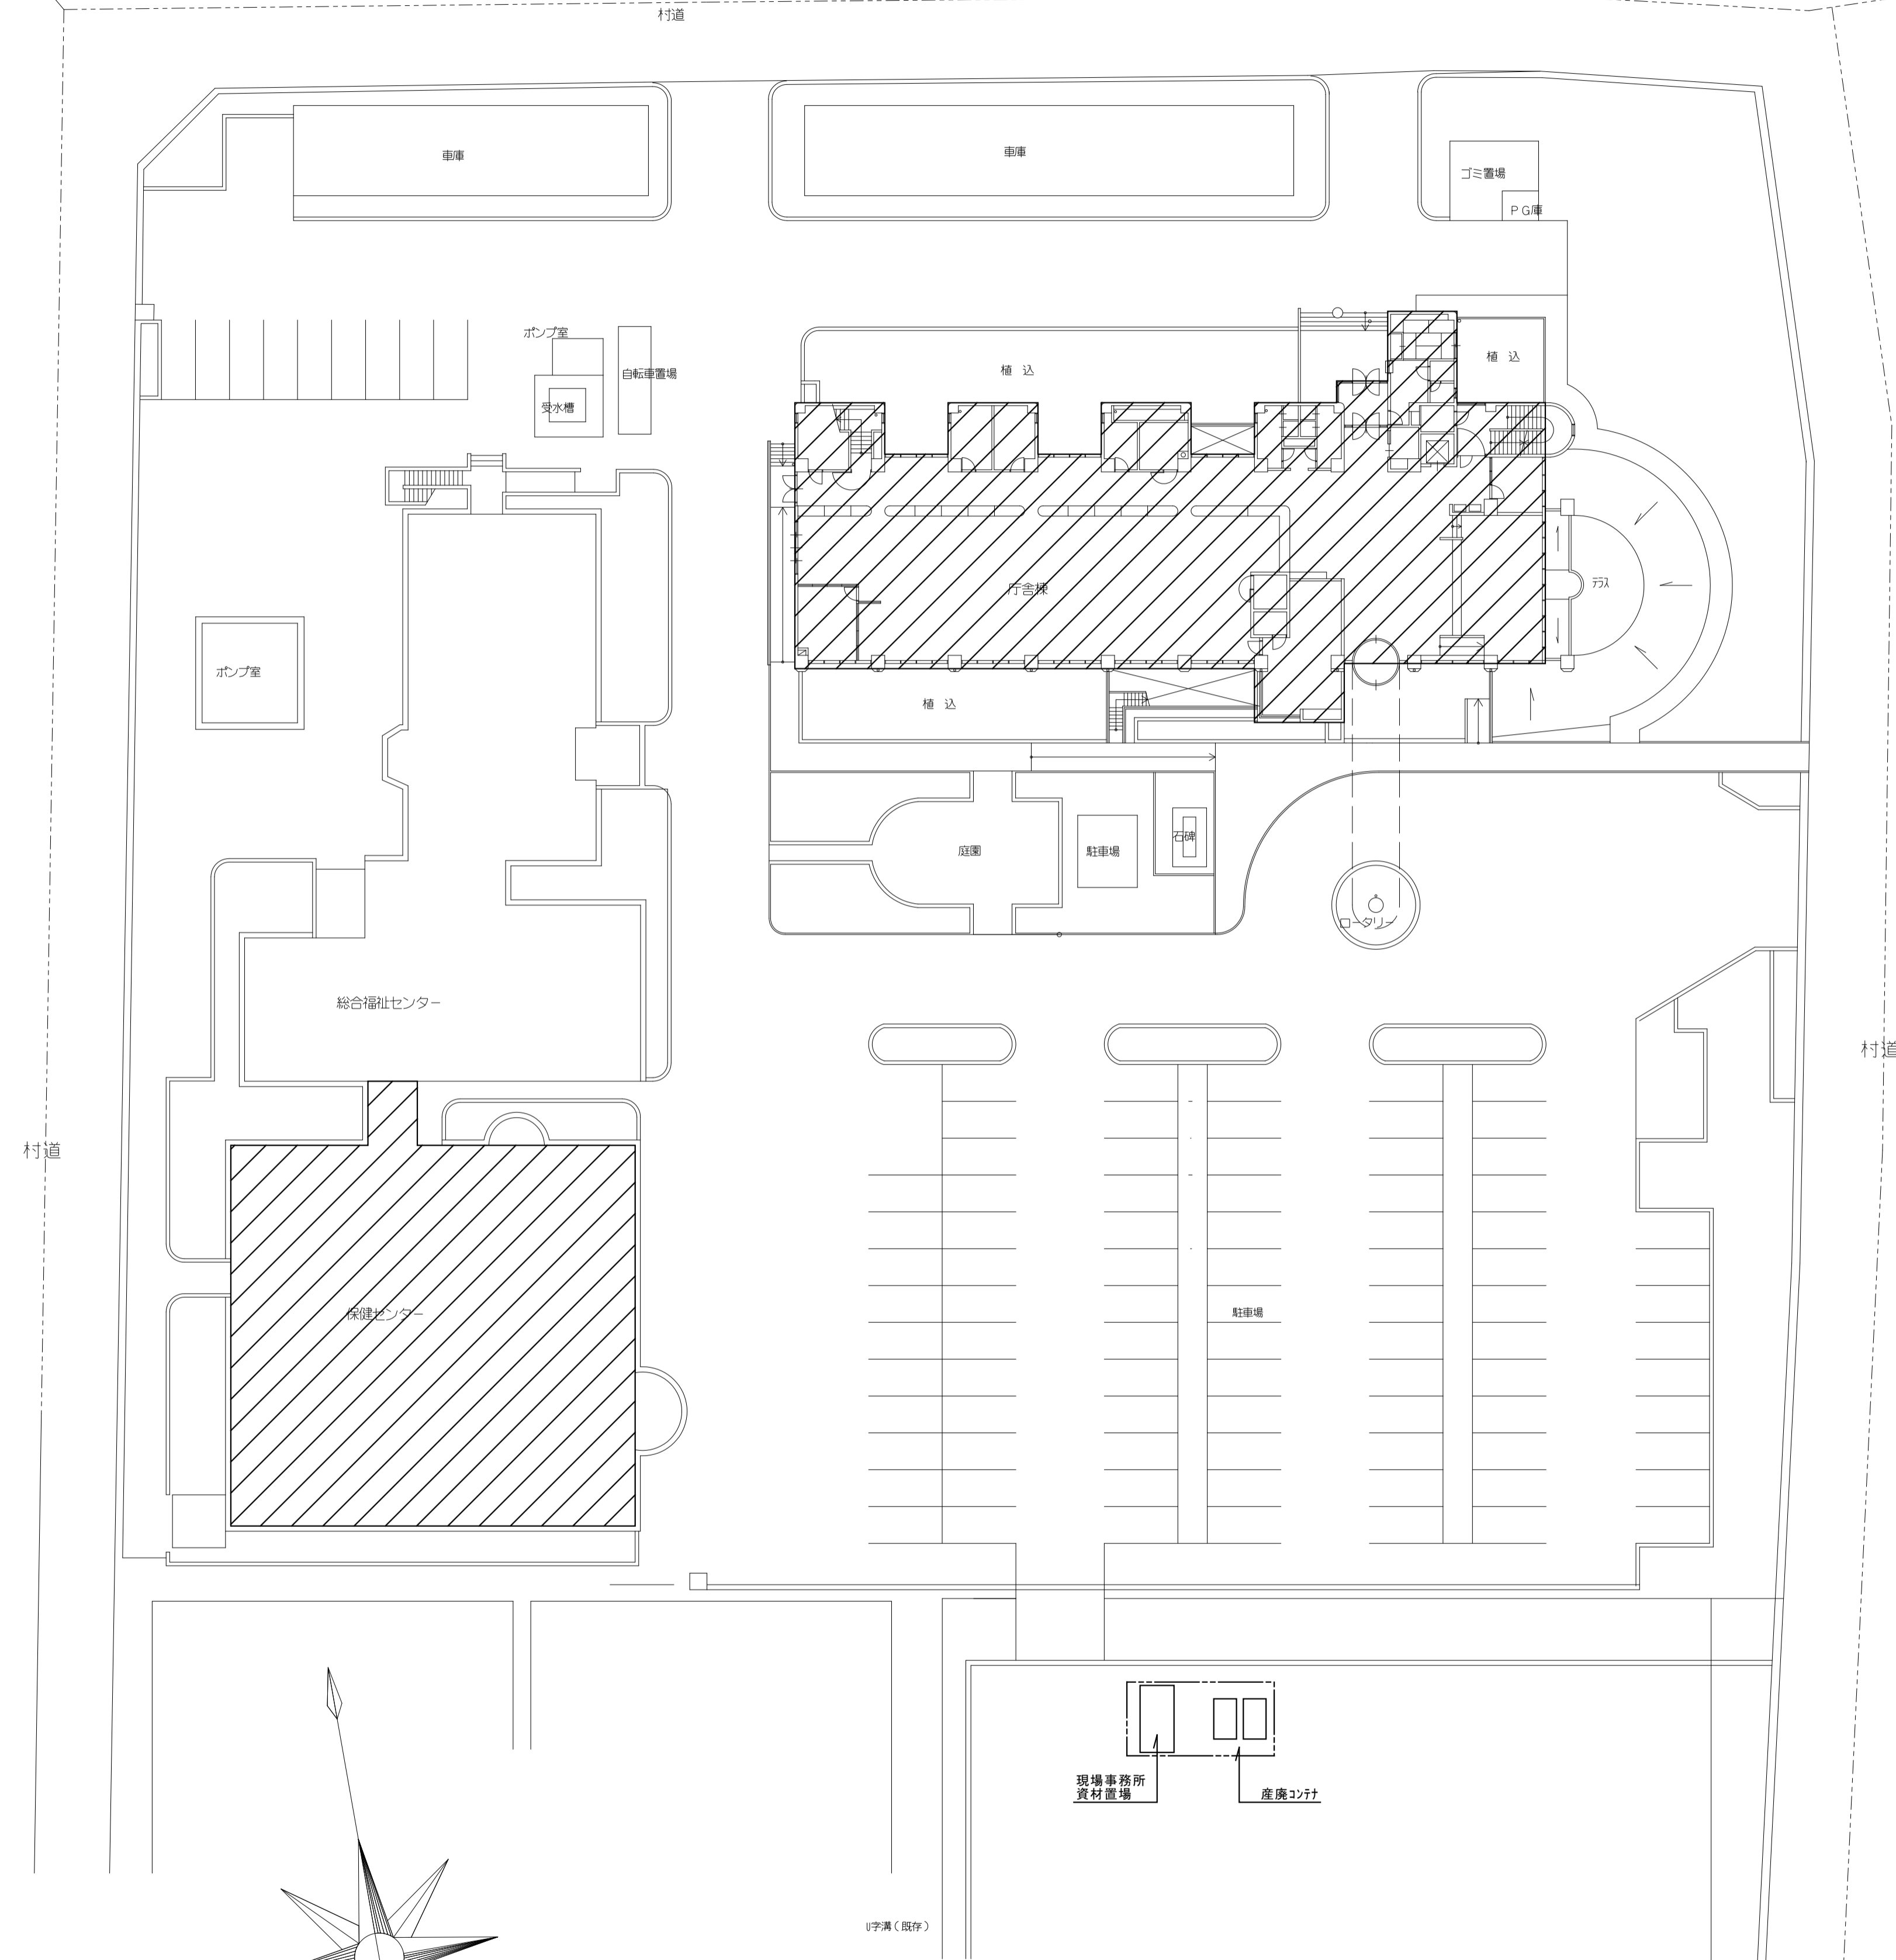 村道
車庫
車庫
ゴミ置場
ＰＧ庫
ポンプ室
自転車置場
受水槽
植　込
植　込
庁舎棟
テラス
ポンプ室
植　込
庭園
駐車場
石碑
ロータリー
総合福祉センター
村道
村道
保健センター
駐車場
現場事務所
資材置場
産廃コンテナ
U字溝（既存）